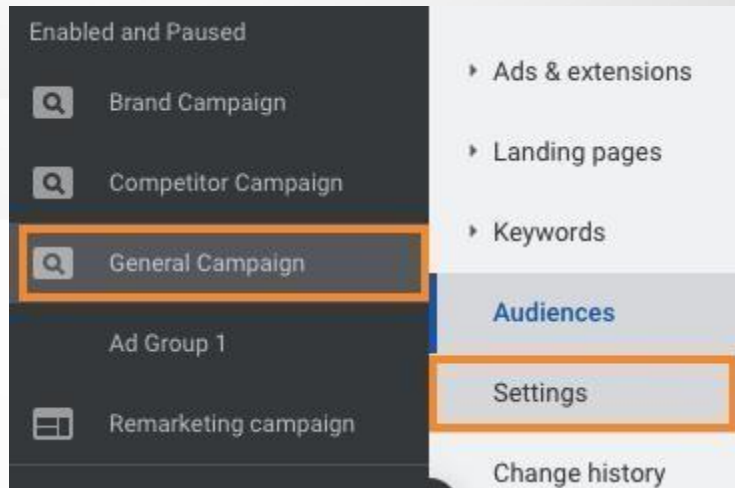 Enabled and Paused
Brand Campaign
Competitor Campaign
General Campaign
Ad Group 1
Remarketing campaign
Ads & extensions
Landing pages
Keywords
Audiences
Settings
Change history